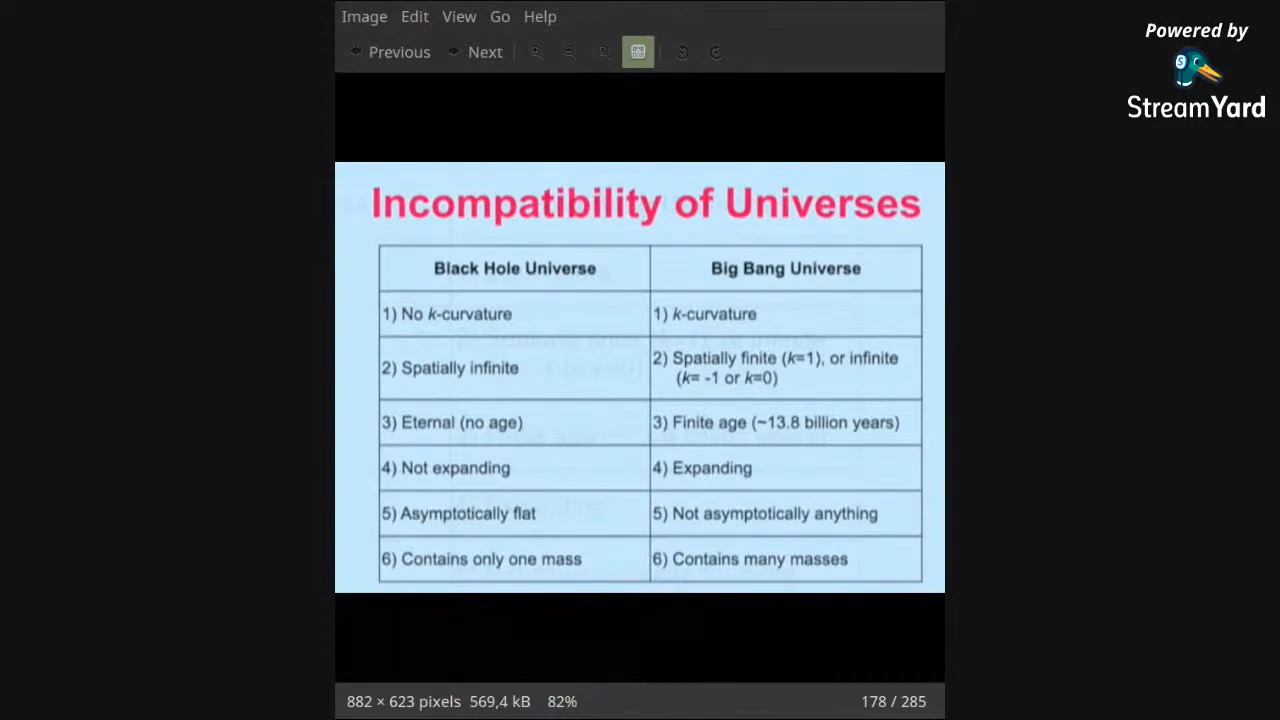 Image Edit View Go Help
Previous Next
Powered by
StreamYard
Incompatibility of Universes
Black Hole Universe Big Bang Universe
1) No k-curvature 1) k-curvature
2) Spatially infinite 2) Spatially finite (k=1), or infinite
(k= -1 or k=0)
3) Eternal (no age) 3) Finite age (~13.8 billion years)
4) Not expanding 4) Expanding
5) Asymptotically flat 5) Not asymptotically anything
6) Contains only one mass 6) Contains many masses
882 × 623 pixels 569,4 kB 82% 178 / 285